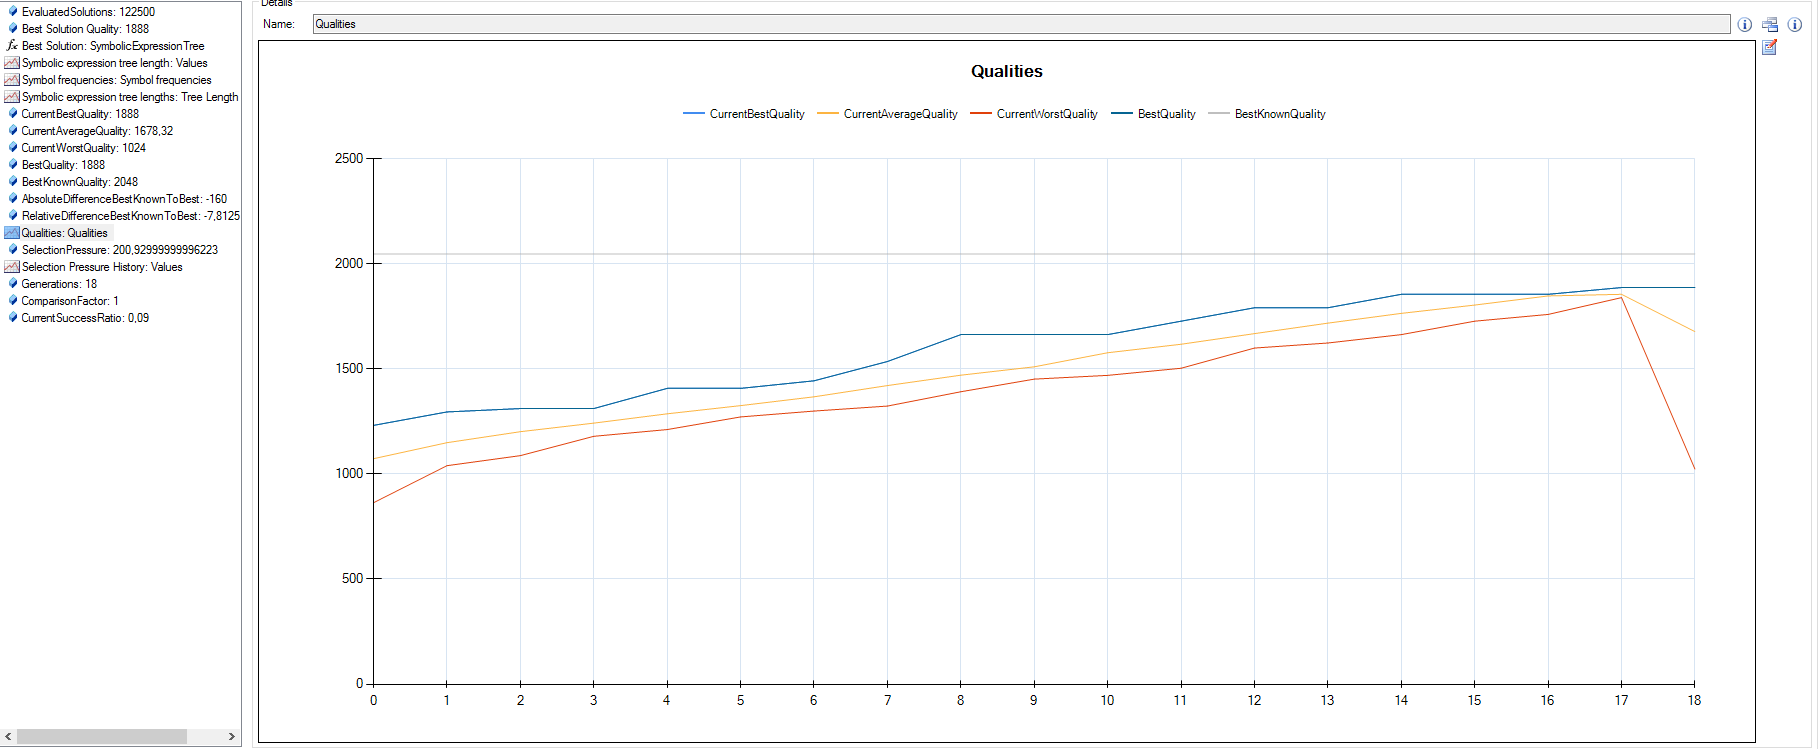 EvaluatedSolutions: 122500
Best Solution Quality: 1888
Best Solution: SymbolicExpressionTree
Symbolic expression tree length: Values
Symbol frequencies: Symbol frequencies
Symbolic expression tree lengths: Tree Length
CurrentBestQuality: 1888
CurrentAverageQuality: 1678,32
CurrentWorstQuality: 1024
BestQuality: 1888
BestKnownQuality: 2048
AbsoluteDifferenceBestKnownToBest: -160
RelativeDifferenceBestKnownToBest: -7,8125
Qualities: Qualities
SelectionPressure: 200,92999999996223
Selection Pressure History: Values
Generations: 18
ComparisonFactor: 1
CurrentSuccessRatio: 0,09
Details
Name: Qualities
Qualities
CurrentBestQuality CurrentAverageQuality CurrentWorstQuality BestQuality BestKnownQuality
2500
2000
1500
1000
500
0
0 1 2 3 4 5 6 7 8 9 10 11 12 13 14 15 16 17 18